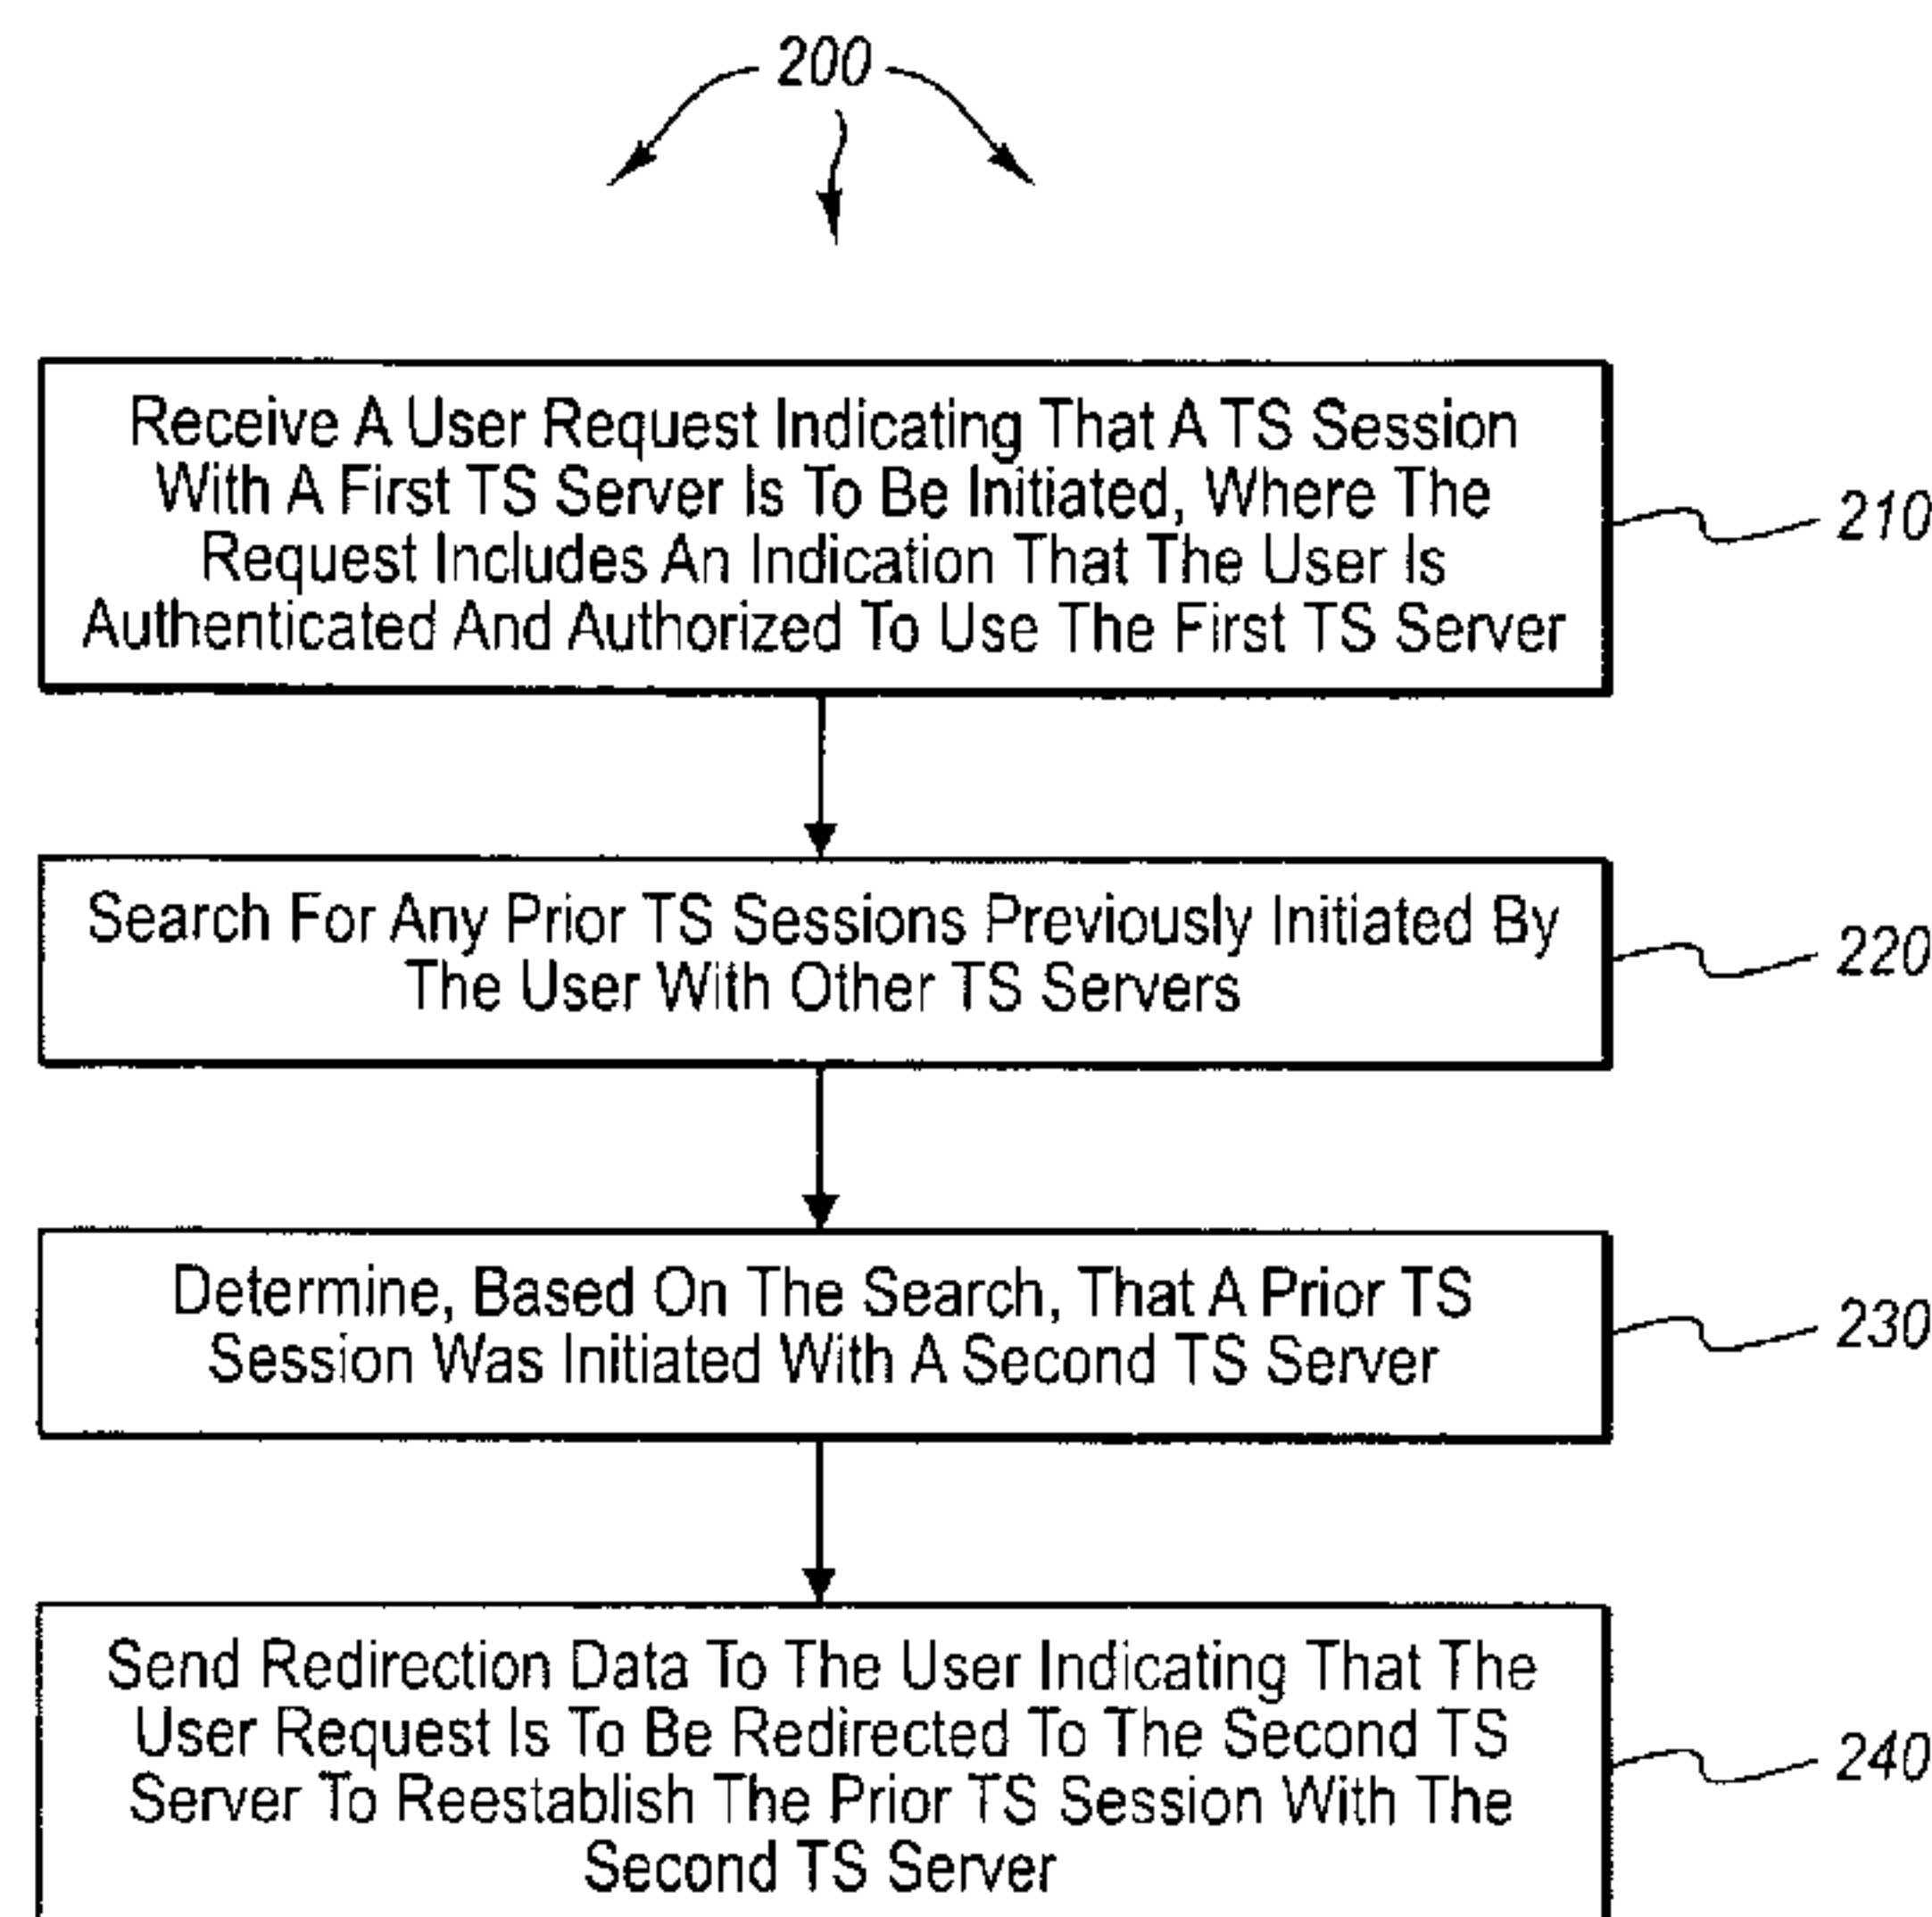 200
Receive A User Request Indicating That A TS Session
With A First TS Server Is To Be Initiated, Where The
Request Includes An Indication That The User Is
Authenticated And Authorized To Use The First TS Server
210
Search For Any Prior TS Sessions Previously Initiated By
The User With Other TS Servers
220
Determine, Based On The Search, That A Prior TS
Session Was Initiated With A Second TS Server
230
Send Redirection Data To The User Indicating That The
User Request Is To Be Redirected To The Second TS
Server To Reestablish The Prior TS Session With The
Second TS Server
240